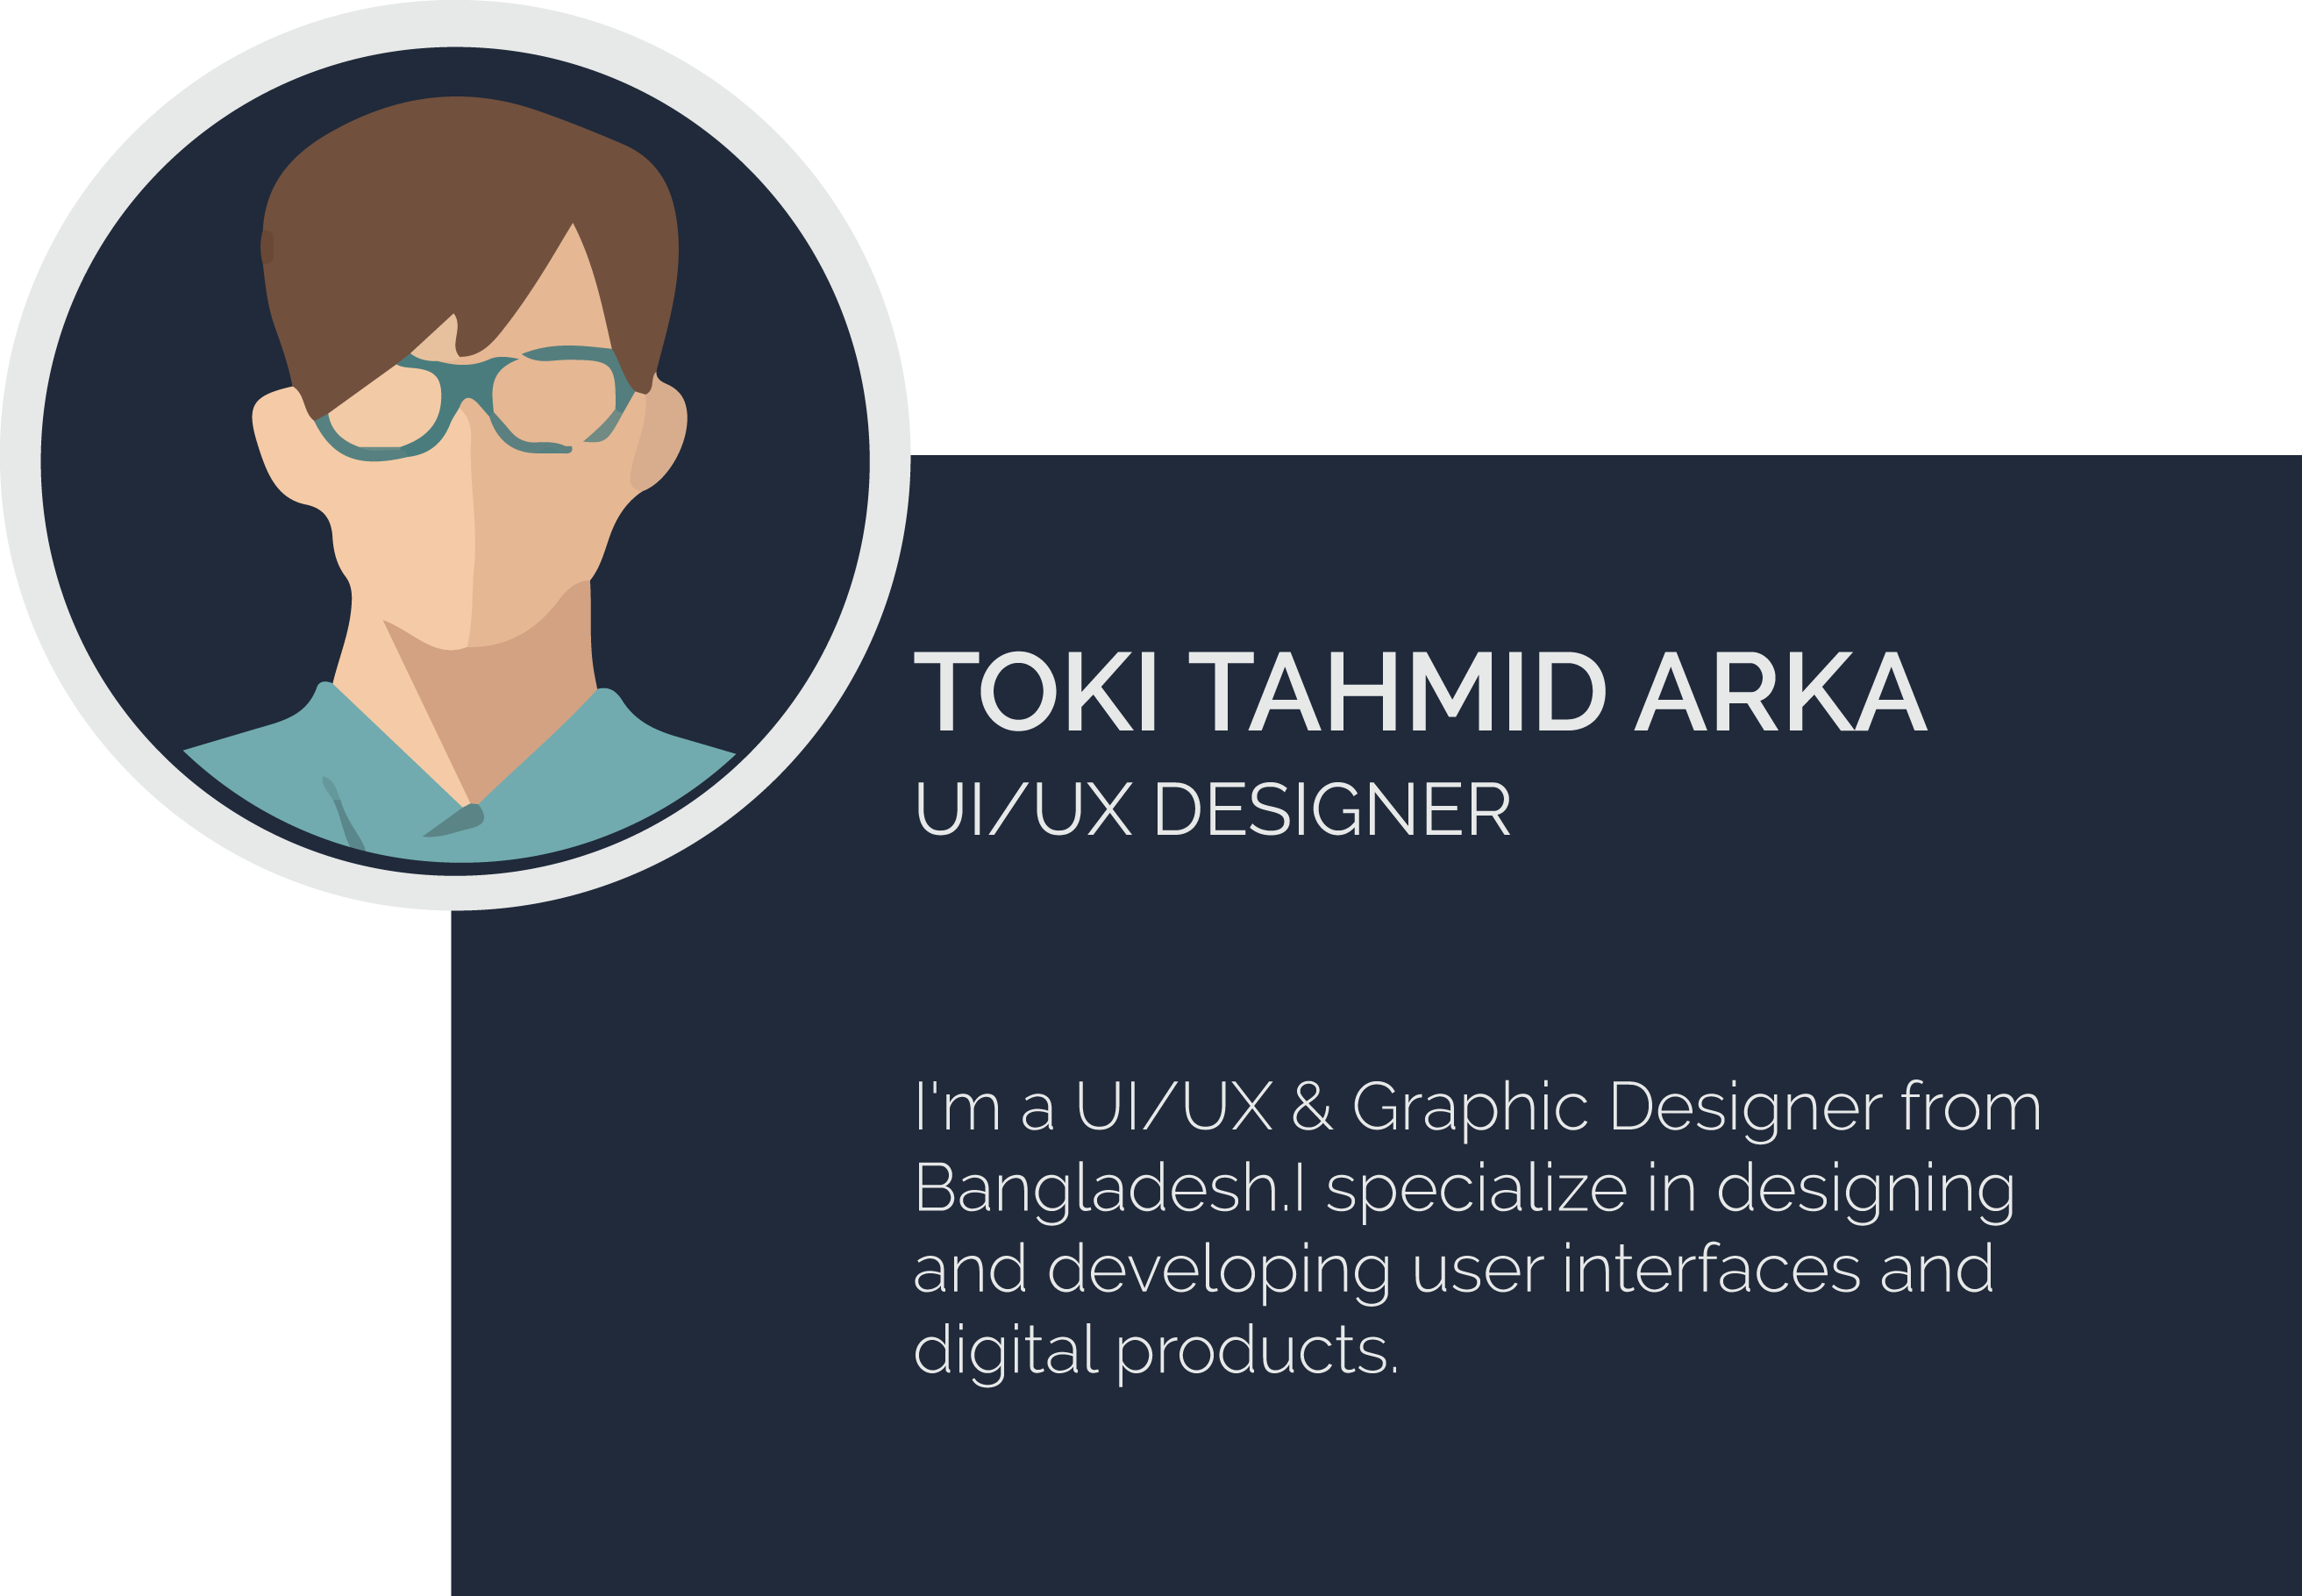 TOKI TAHMID ARKA
UI/UX DESIGNER
I'm a UI/UX & Graphic Designer from
Bangladesh.I specialize in designing
and developing user interfaces and
digital products.